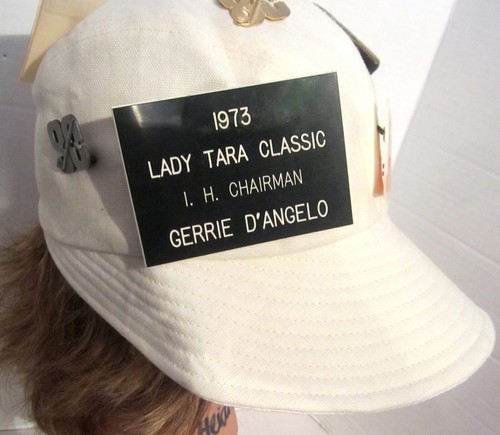 1973
LADY TARA CLASSIC
I. H. CHAIRMAN
GERRIE D'ANGELO